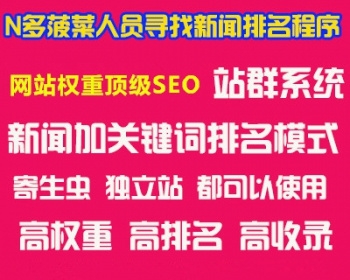 N多菠菜人员寻找新闻排名程序
网站权重顶级SEO 站群系统
新闻加关键词排名模式
寄生虫 独立站 都可以使用
高权重 高排名 高收录